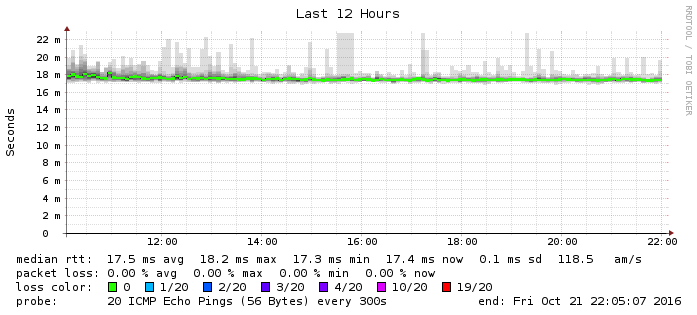 Last 12 Hours
RRDTOOL / TOBI OETIKER
Seconds
22 m
20 m
18 m
16 m
14 m
12 m
10 m
8 m
6 m
4 m
2 m
0
12:00 14:00 16:00 18:00 20:00 22:00
median rtt: 17.5 ms avg 18.2 ms max 17.3 ms min 17.4 ms now 0.1 ms sd 118.5 am/s
packet loss: 0.00 % avg 0.00 % max 0.00 % min 0.00 % now
loss color: 0 1/20 2/20 3/20 4/20 10/20 19/20
probe: 20 ICMP Echo Pings (56 Bytes) every 300s end: Fri Oct 21 22:05:07 2016